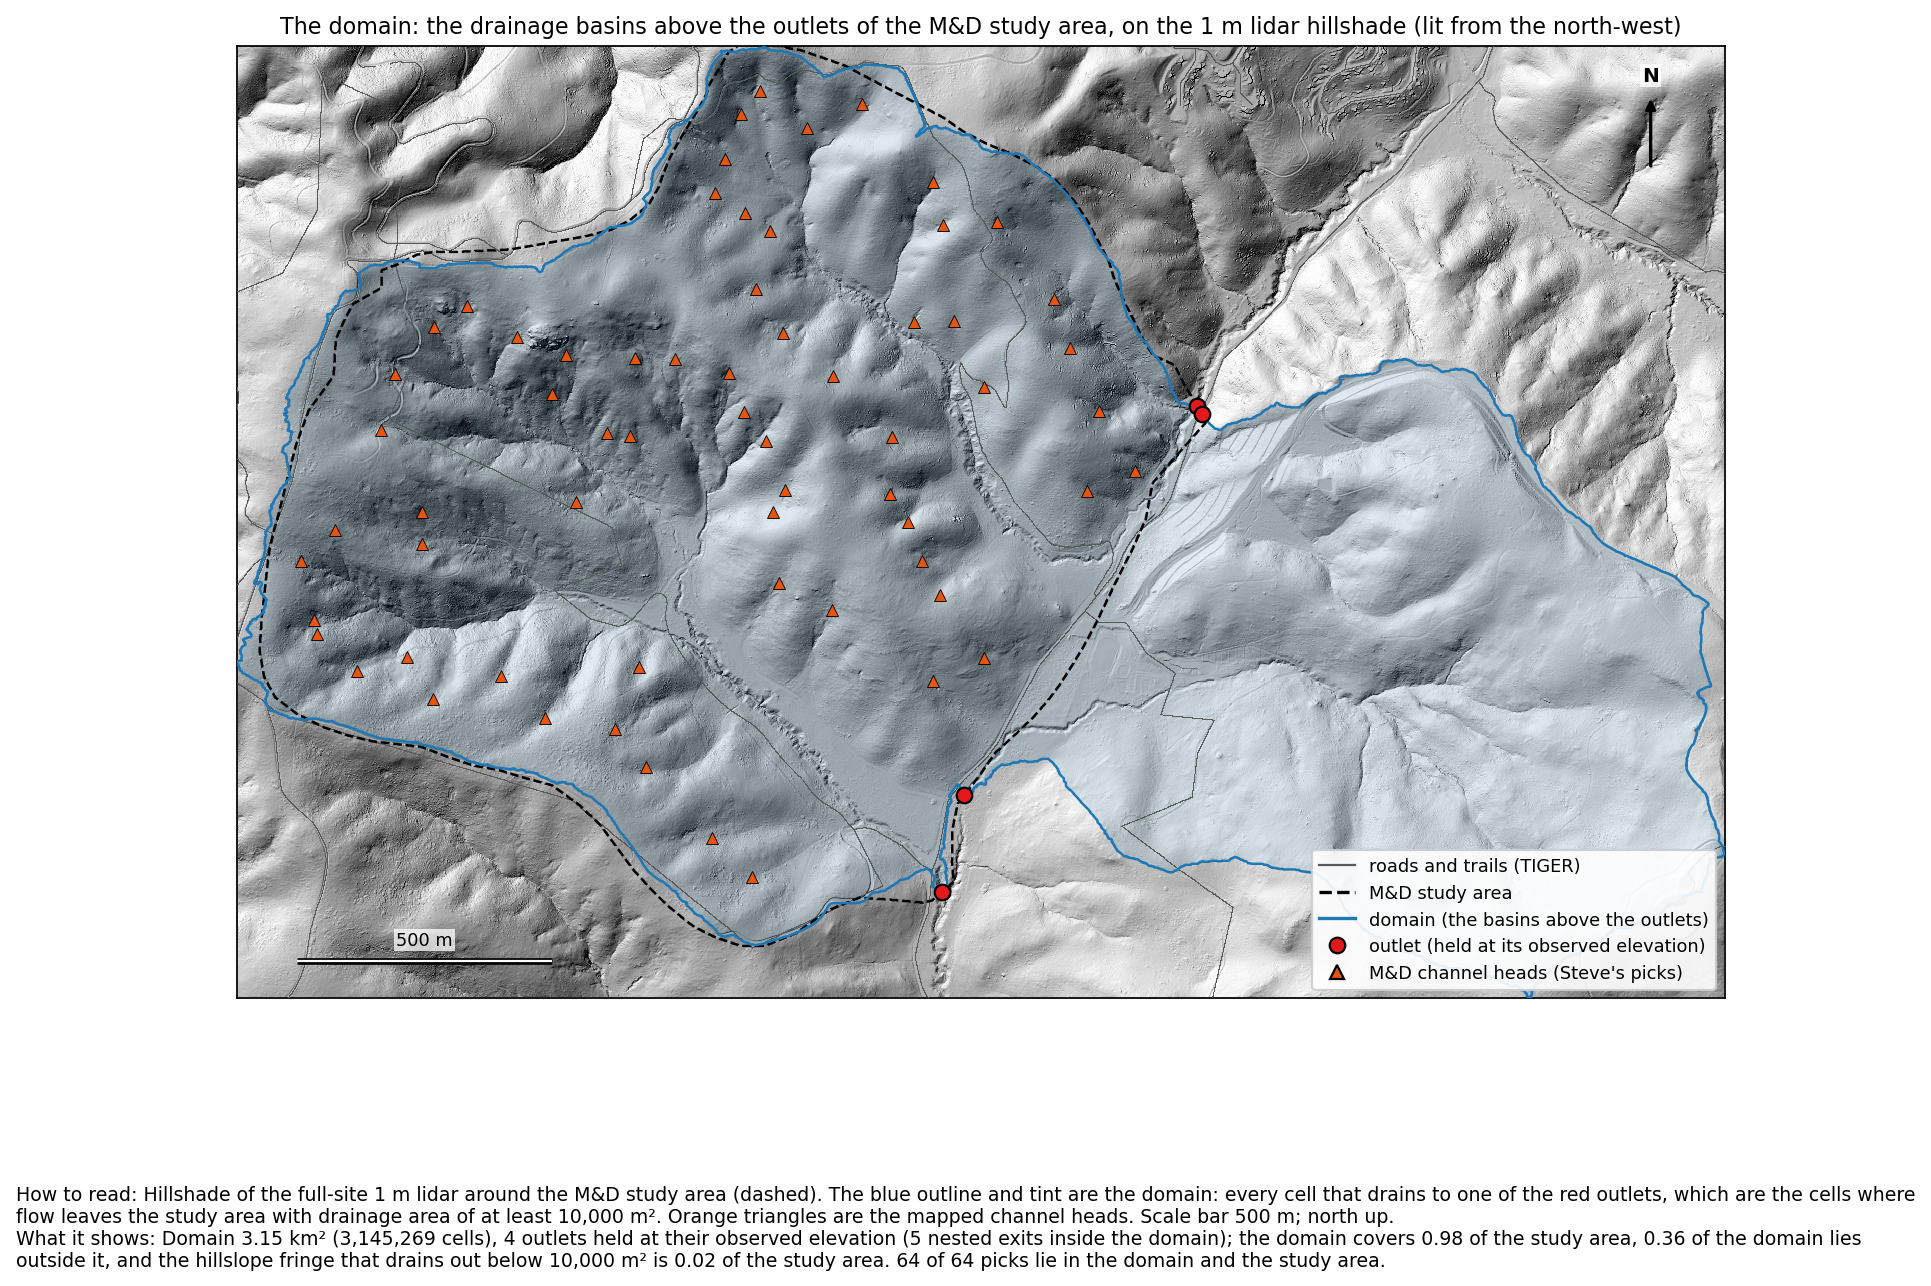 The domain: the drainage basins above the outlets of the M&D study area, on the 1 m lidar hillshade (lit from the north-west)
N
roads and trails (TIGER)
M&D study area
domain (the basins above the outlets)
outlet (held at its observed elevation)
M&D channel heads (Steve's picks)
500 m
How to read: Hillshade of the full-site 1 m lidar around the M&D study area (dashed). The blue outline and tint are the domain: every cell that drains to one of the red outlets, which are the cells where
flow leaves the study area with drainage area of at least 10,000 m². Orange triangles are the mapped channel heads. Scale bar 500 m; north up.
What it shows: Domain 3.15 km² (3,145,269 cells), 4 outlets held at their observed elevation (5 nested exits inside the domain); the domain covers 0.98 of the study area, 0.36 of the domain lies
outside it, and the hillslope fringe that drains out below 10,000 m² is 0.02 of the study area. 64 of 64 picks lie in the domain and the study area.